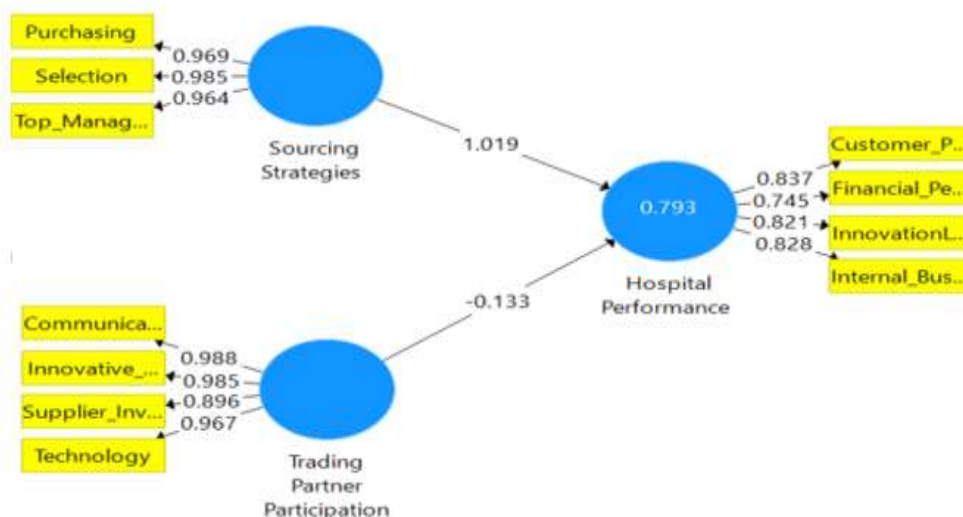 Purchasing
0.969
Selection
0.985
Top_Manag...
0.964
Sourcing
Strategies
1.019
Customer_P...
0.837
Financial_Pe...
0.745
0.793
InnovationL...
0.821
Internal_Bus...
0.828
Hospital
Performance
-0.133
Communica...
0.988
Innovative_...
0.985
Supplier_Inv...
0.896
Technology
0.967
Trading
Partner
Participation